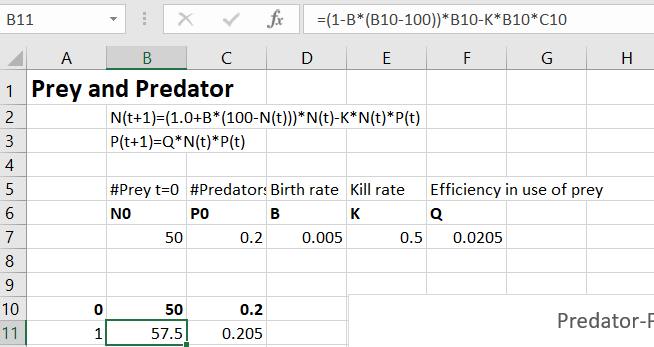 B11 fx =(1-B*(B10-100))*B10-K*B10*C10
A B C D E F G H
1 Prey and Predator
2 N(t+1)=(1.0+B*(100-N(t)))*N(t)-K*N(t)*P(t)
3 P(t+1)=Q*N(t)*P(t)
4
5 #Prey t=0 #Predators Birth rate Kill rate Efficiency in use of prey
6 N0 P0 B K Q
7 50 0.2 0.005 0.5 0.0205
8
9
10 0 50 0.2
Predator-
11 1 57.5 0.205